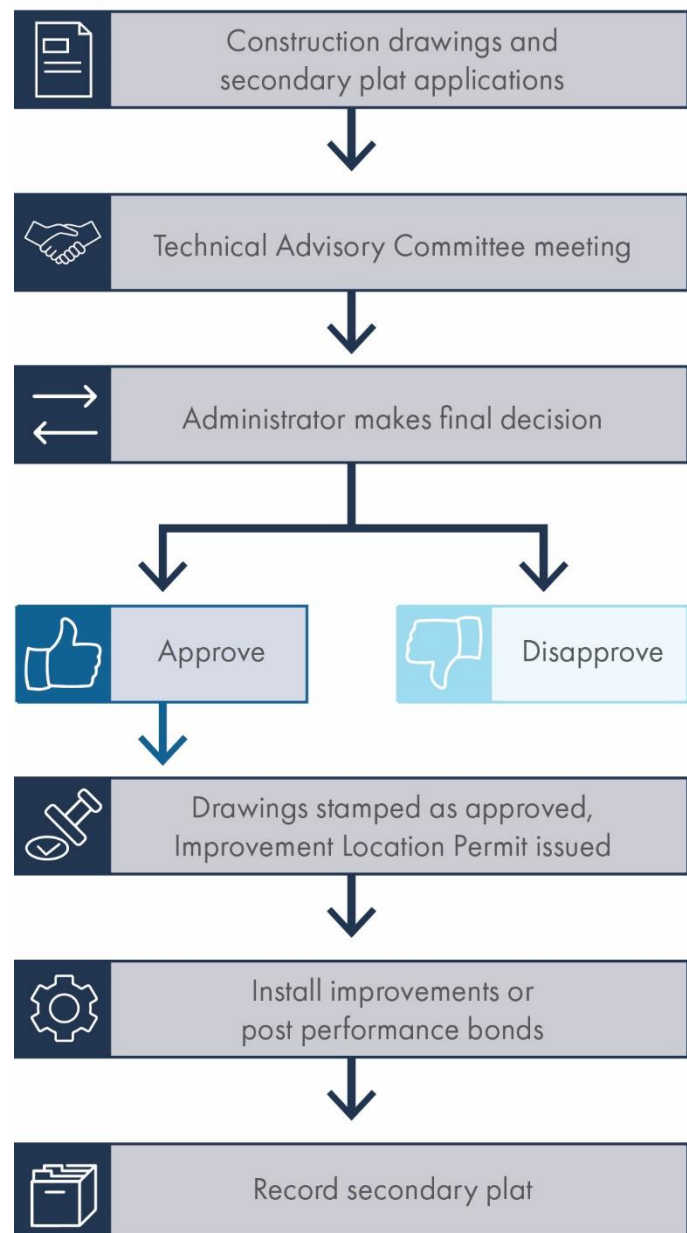 Construction drawings and
secondary plat applications
Technical Advisory Committee meeting
Administrator makes final decision
Approve
Disapprove
Drawings stamped as approved,
Improvement Location Permit issued
Install improvements or
post performance bonds
Record secondary plat